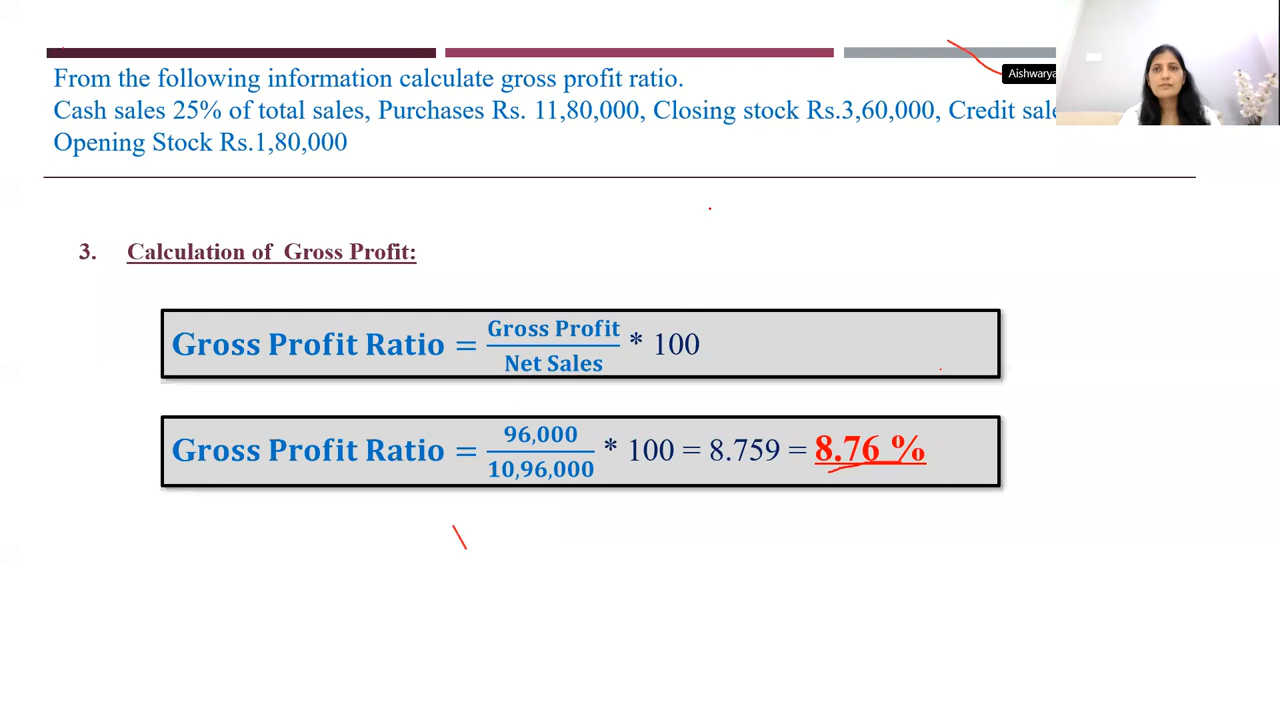 From the following information calculate gross profit ratio.
Cash sales 25% of total sales, Purchases Rs. 11,80,000, Closing stock Rs.3,60,000, Credit
Opening Stock Rs.1,80,000
Aishwarya
3. Calculation of Gross Profit:
Gross Profit Ratio = Gross Profit / Net Sales * 100
Gross Profit Ratio = 96,000 / 10,96,000 * 100 = 8.759 = 8.76 %